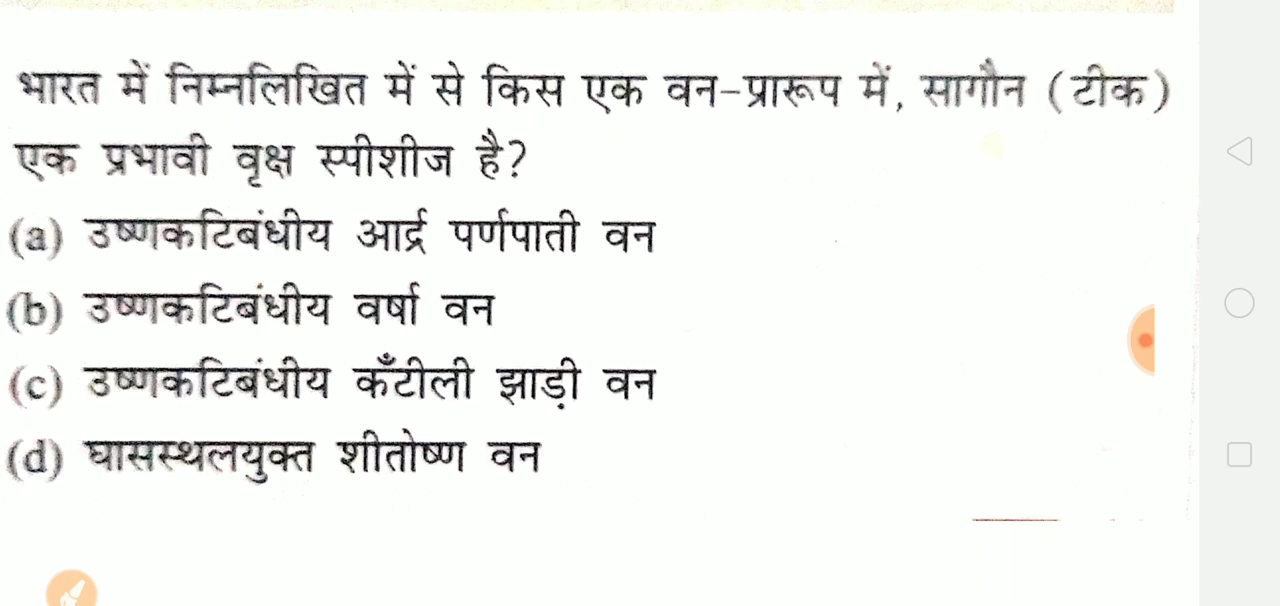 भारत में निम्नलिखित में से किस एक वन-प्रारूप में, सागौन (टीक)
एक प्रभावी वृक्ष स्पीशीज है?
(a) उष्णकटिबंधीय आर्द्र पर्णपाती वन
(b) उष्णकटिबंधीय वर्षा वन
(c) उष्णकटिबंधीय कँटीली झाड़ी वन
(d) घासस्थलयुक्त शीतोष्ण वन